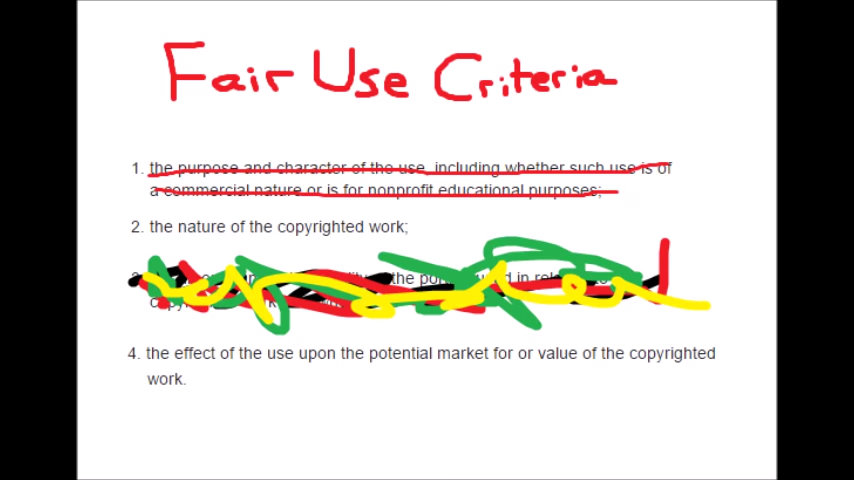 Fair Use Criteria
1. the purpose and character of the use, including whether such use is of
a commercial nature or is for nonprofit educational purposes;
2. the nature of the copyrighted work;
the in
4. the effect of the use upon the potential market for or value of the copyrighted
work.